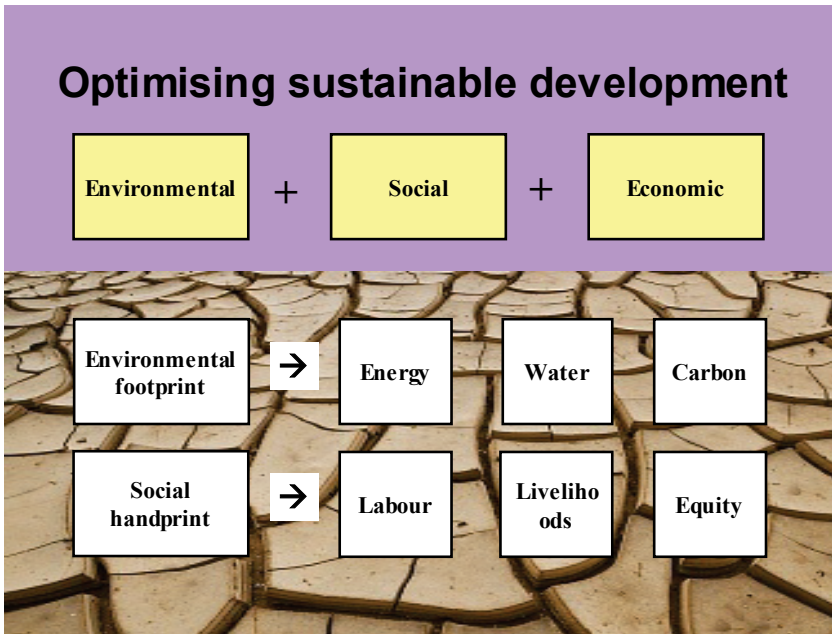 Optimising sustainable development
Environmental + Social + Economic
Environmental
footprint → Energy Water Carbon
Social
handprint → Labour
Liveliho
ods
Equity